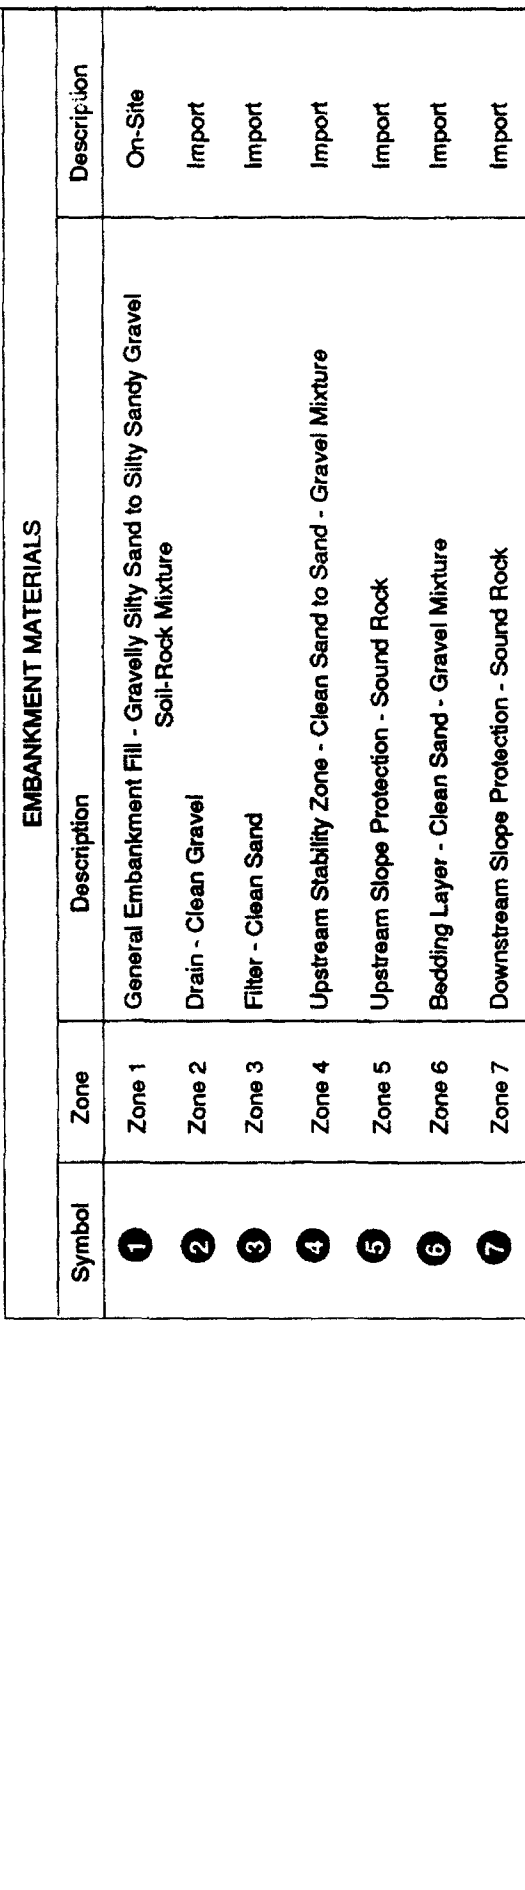 EMBANKMENT MATERIALS
Symbol Zone Description Description
1 Zone 1 General Embankment Fill - Gravelly Silty Sand to Silty Sandy Gravel On-Site
Soil-Rock Mixture
2 Zone 2 Drain - Clean Gravel Import
3 Zone 3 Filter - Clean Sand Import
4 Zone 4 Upstream Stability Zone - Clean Sand to Sand - Gravel Mixture Import
5 Zone 5 Upstream Slope Protection - Sound Rock Import
6 Zone 6 Bedding Layer - Clean Sand - Gravel Mixture Import
7 Zone 7 Downstream Slope Protection - Sound Rock Import